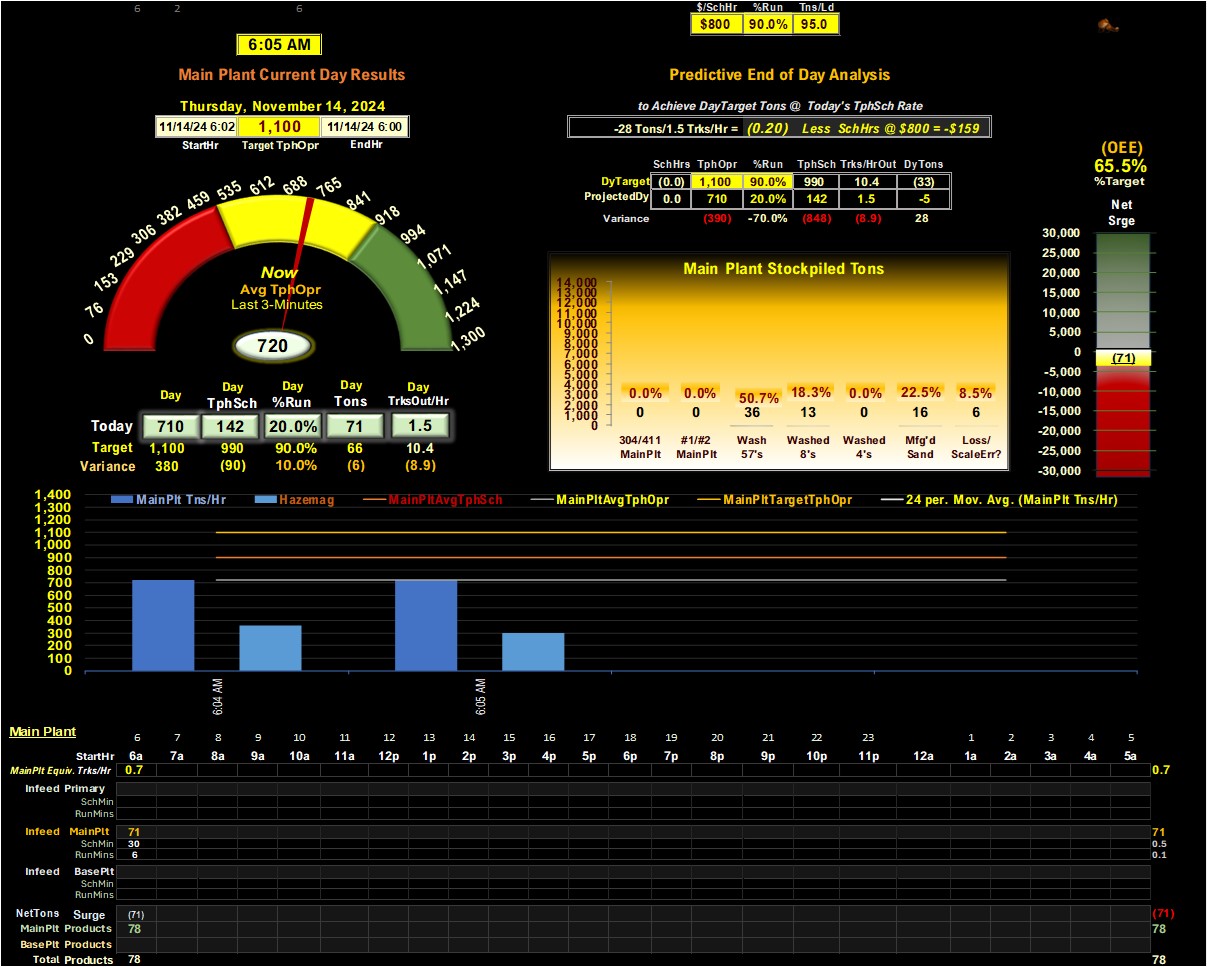 6 2 6
$/SchHr %Run Tns/Ld
$800 90.0% 95.0
6:05 AM
Main Plant Current Day Results
Predictive End of Day Analysis
Thursday, November 14, 2024
to Achieve DayTarget Tons @ Today's TphSch Rate
11/14/24 6:02 1,100 11/14/24 6:00
StartHr Target TphOpr EndHr
-28 Tons/1.5 Trks/Hr = (0.20) Less SchHrs @ $800 = -$159
(OEE)
65.5%
%Target
SchHrs TphOpr %Run TphSch Trks/HrOut DyTons
DyTarget (0.0) 1,100 90.0% 990 10.4 (33)
ProjectedDy 0.0 710 20.0% 142 1.5 -5
Variance (390) -70.0% (848) (8.9) 28
Net
Srge
0 76 153 229 306 382 459 535 612 688 765 841 918 994 1,071 1,147 1,224 1,300
Now
Avg TphOpr
Last 3-Minutes
720
Main Plant Stockpiled Tons
14,000
13,000
12,000
11,000
10,000
9,000
8,000
7,000
6,000
5,000
4,000
3,000
2,000
1,000
0
0.0% 0.0% 50.7% 18.3% 0.0% 22.5% 8.5%
0 0 36 13 0 16 6
304/411 #1/#2 Wash Washed Washed Mfg'd Loss/
MainPlt MainPlt 57's 8's 4's Sand ScaleErr?
30,000
25,000
20,000
15,000
10,000
5,000
0
(71)
-5,000
-10,000
-15,000
-20,000
-25,000
-30,000
Day Day Day Day Day
TphSch %Run Tons TrksOut/Hr
Today 710 142 20.0% 71 1.5
Target 1,100 990 90.0% 66 10.4
Variance 380 (90) 10.0% (6) (8.9)
MainPlt Tns/Hr Hazemag MainPltAvgTphSch MainPltAvgTphOpr MainPltTargetTphOpr 24 per. Mov. Avg. (MainPlt Tns/Hr)
1,400
1,300
1,200
1,100
1,000
900
800
700
600
500
400
300
200
100
0
6:04 AM 6:05 AM
Main Plant
6 7 8 9 10 11 12 13 14 15 16 17 18 19 20 21 22 23 1 2 3 4 5
StartHr 6a 7a 8a 9a 10a 11a 12p 1p 2p 3p 4p 5p 6p 7p 8p 9p 10p 11p 12a 1a 2a 3a 4a 5a
MainPlt Equiv. Trks/Hr 0.7 0.7
Infeed Primary
SchMin
RunMins
Infeed MainPlt 71 71
SchMin 30 0.5
RunMins 6 0.1
Infeed BasePlt
SchMin
RunMins
NetTons Surge (71) (71)
MainPlt Products 78 78
BasePlt Products
Total Products 78 78